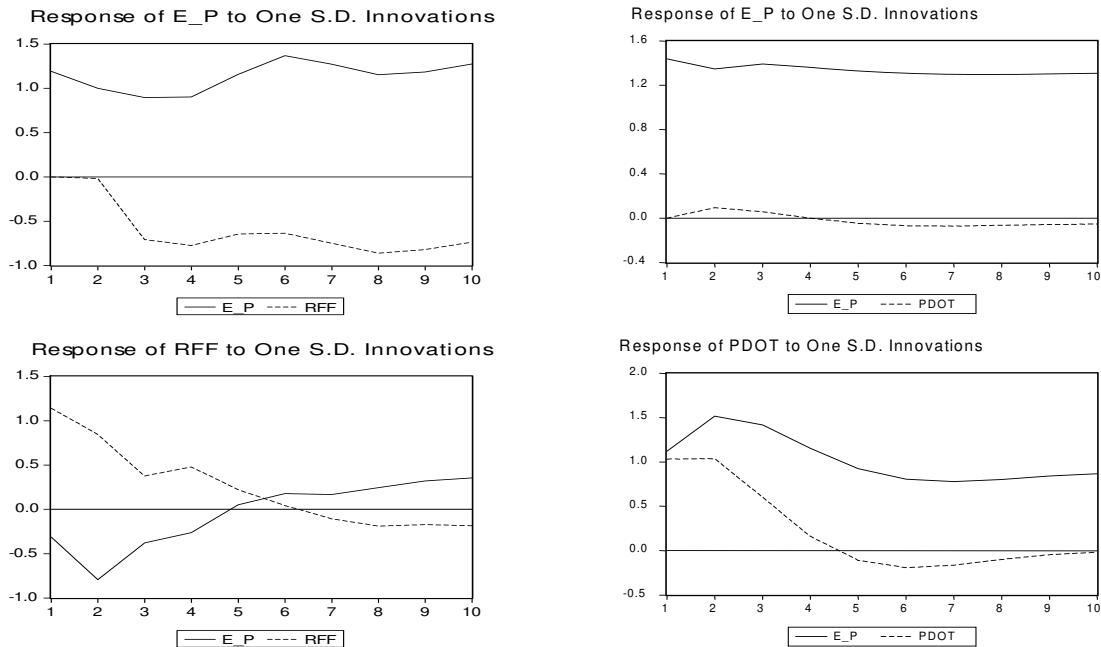 Response of E_P to One S.D. Innovations
1.5
1.0
0.5
0.0
-0.5
-1.0
1 2 3 4 5 6 7 8 9 10
E_P RFF
Response of E_P to One S.D. Innovations
1.6
1.2
0.8
0.4
0.0
-0.4
1 2 3 4 5 6 7 8 9 10
E_P PDOT
Response of RFF to One S.D. Innovations
1.5
1.0
0.5
0.0
-0.5
-1.0
1 2 3 4 5 6 7 8 9 10
E_P RFF
Response of PDOT to One S.D. Innovations
2.0
1.5
1.0
0.5
0.0
-0.5
1 2 3 4 5 6 7 8 9 10
E_P PDOT